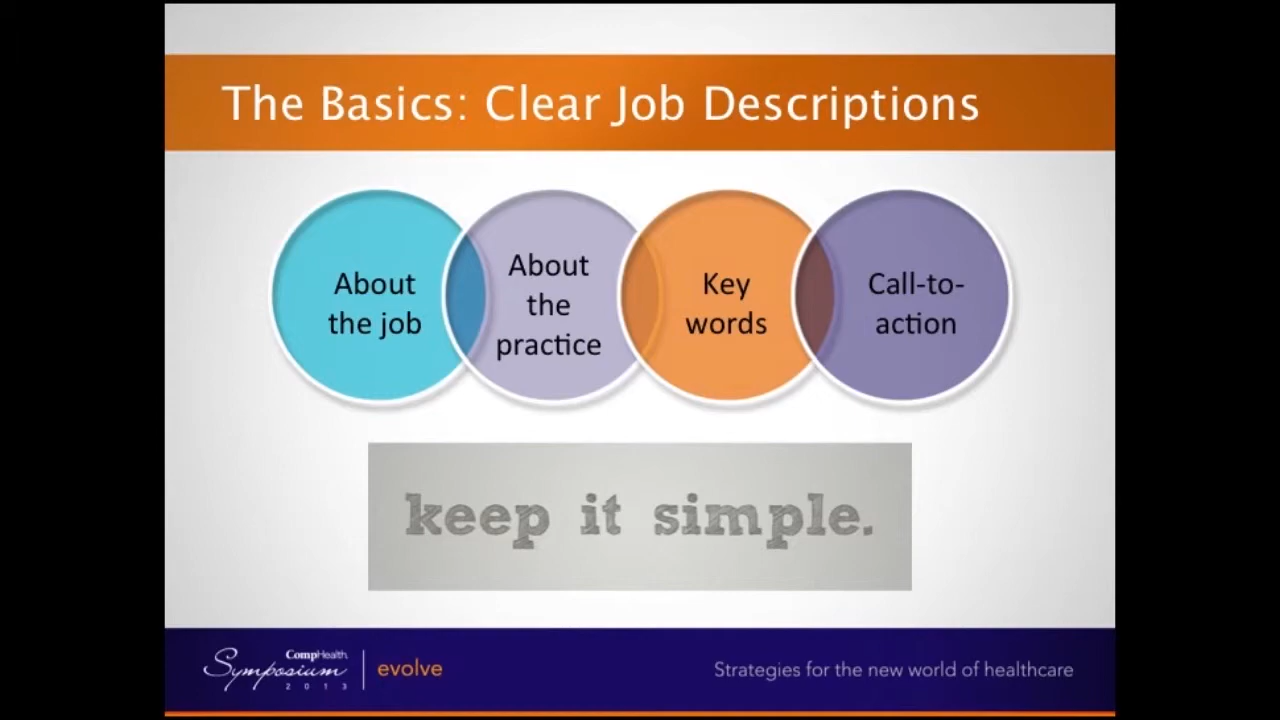 The Basics: Clear Job Descriptions
About
the job
About
the
practice
Key
words
Call-to-
action
keep it simple.
CompHealth
Symposium
2013
evolve
Strategies for the new world of healthcare